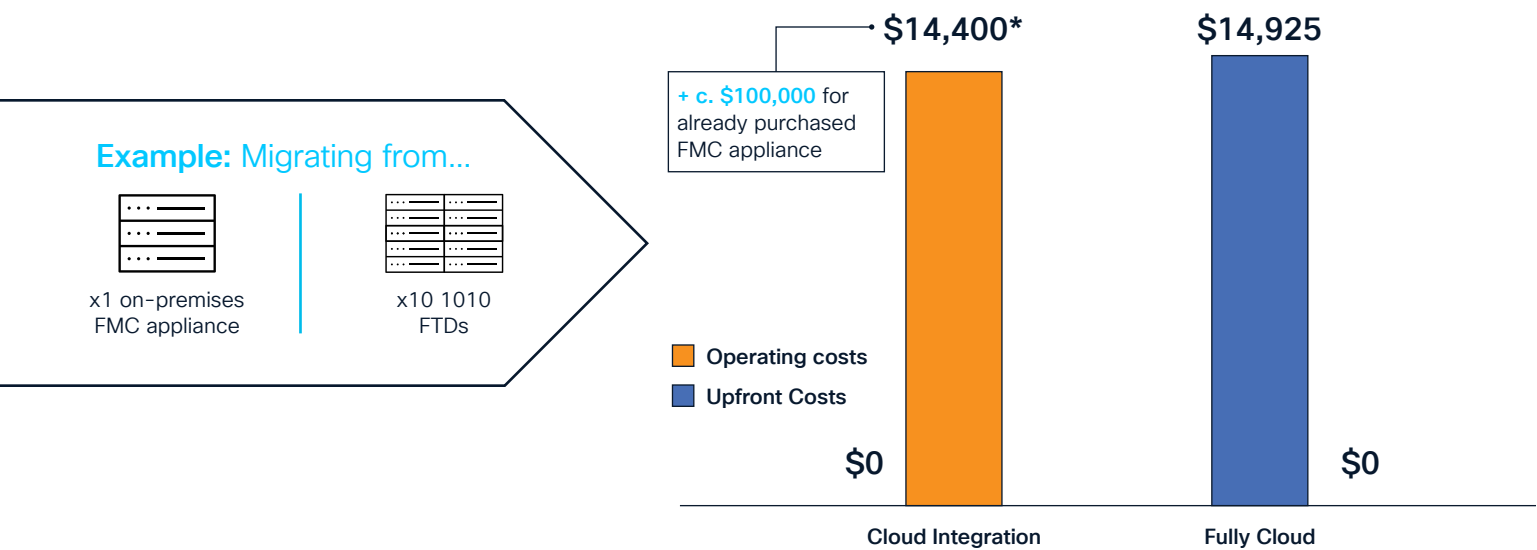 Example: Migrating from...
x1 on-premises
FMC appliance
x10 1010
FTDs
$14,400*
+ c. $100,000 for
already purchased
FMC appliance
$14,925
Operating costs
Upfront Costs
$0
$0
Cloud Integration
Fully Cloud